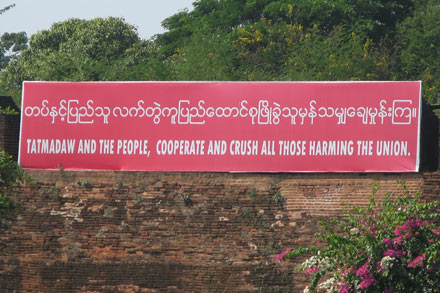 တပ်နှင့်ပြည်သူ လက်တွဲကူပြည်ထောင်စုဖြိုခွဲသူမှန်သမျှချေမှုန်းကြ။
TATMADAW AND THE PEOPLE, COOPERATE AND CRUSH ALL THOSE HARMING THE UNION.